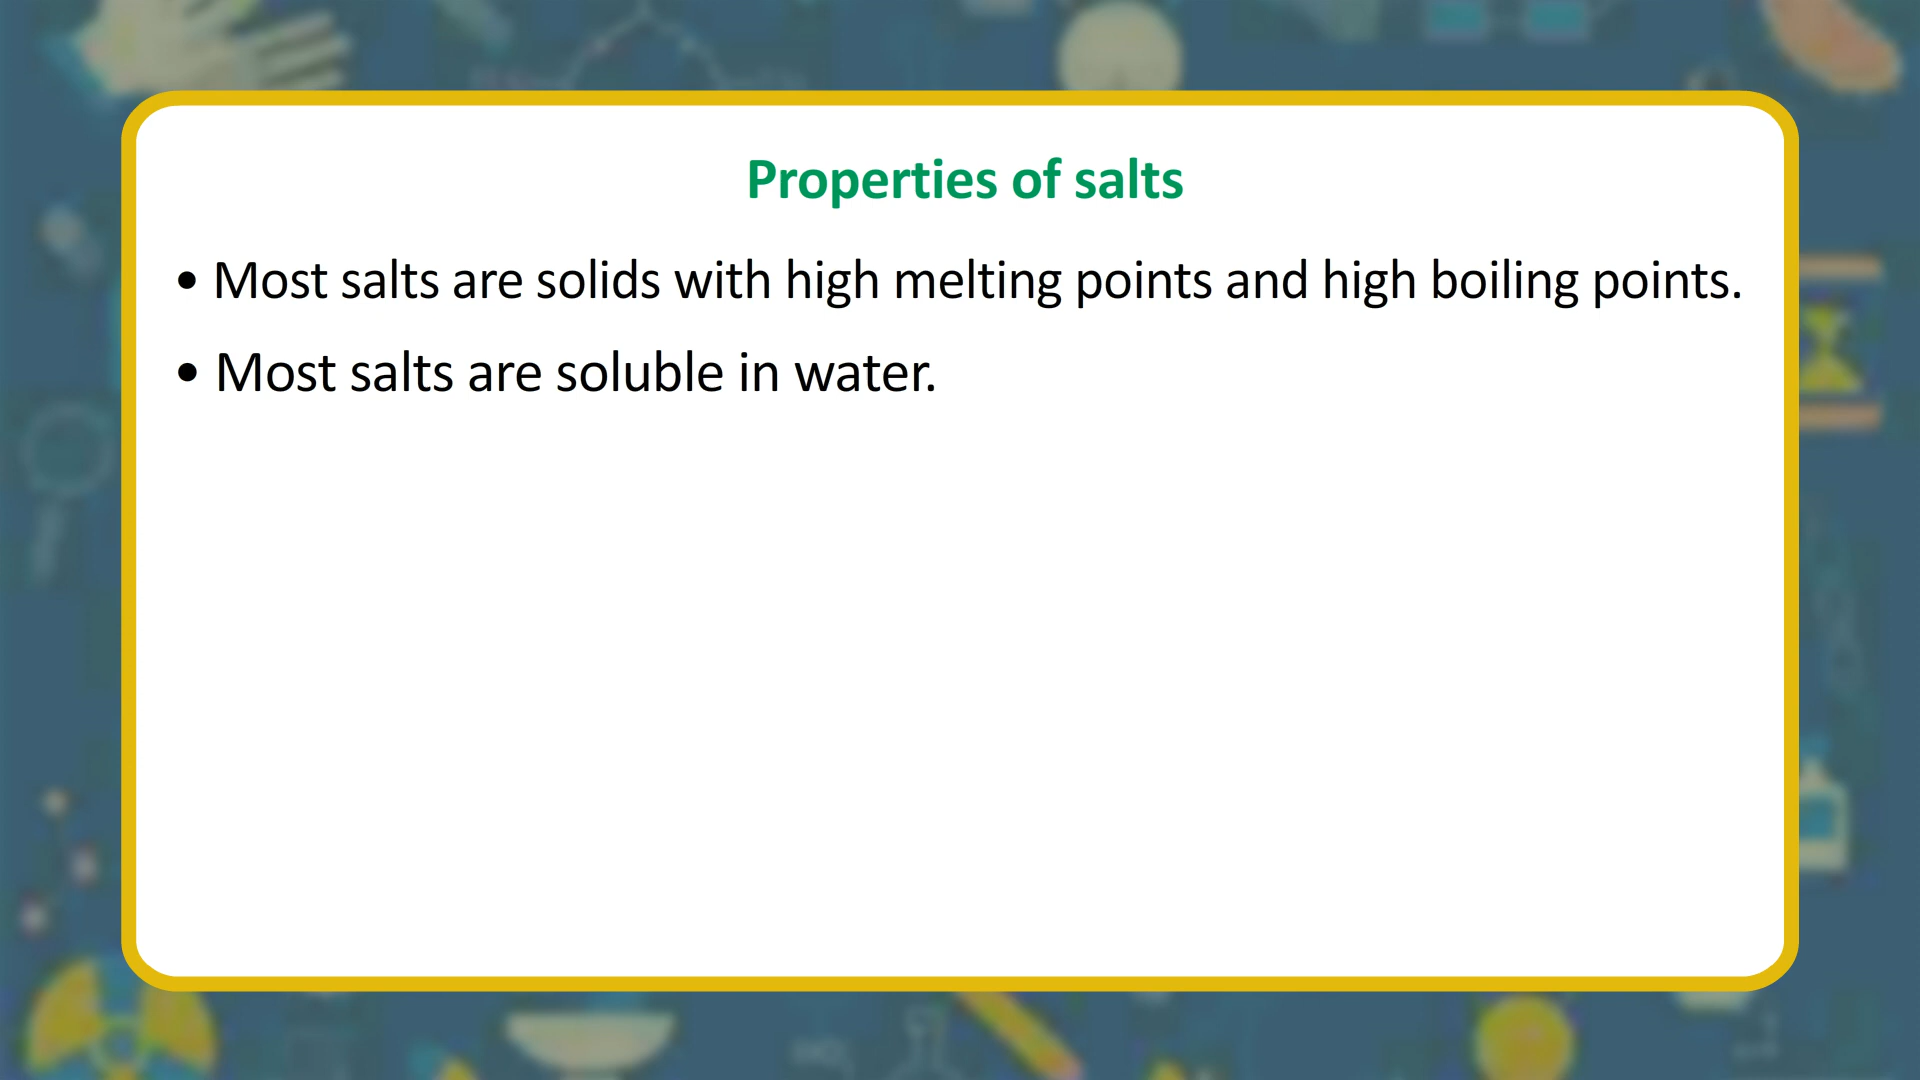 Properties of salts
• Most salts are solids with high melting points and high boiling points.
• Most salts are soluble in water.